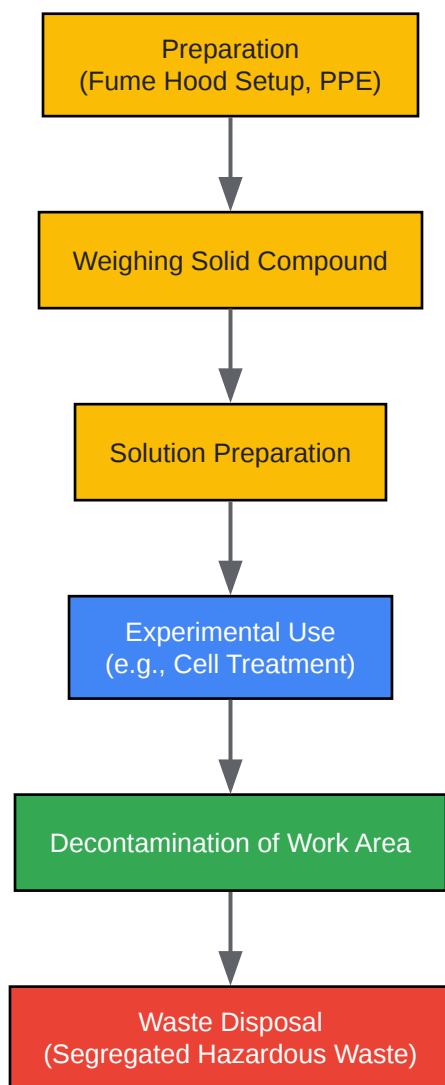 Preparation
(Fume Hood Setup, PPE)
Weighing Solid Compound
Solution Preparation
Experimental Use
(e.g., Cell Treatment)
Decontamination of Work Area
Waste Disposal
(Segregated Hazardous Waste)